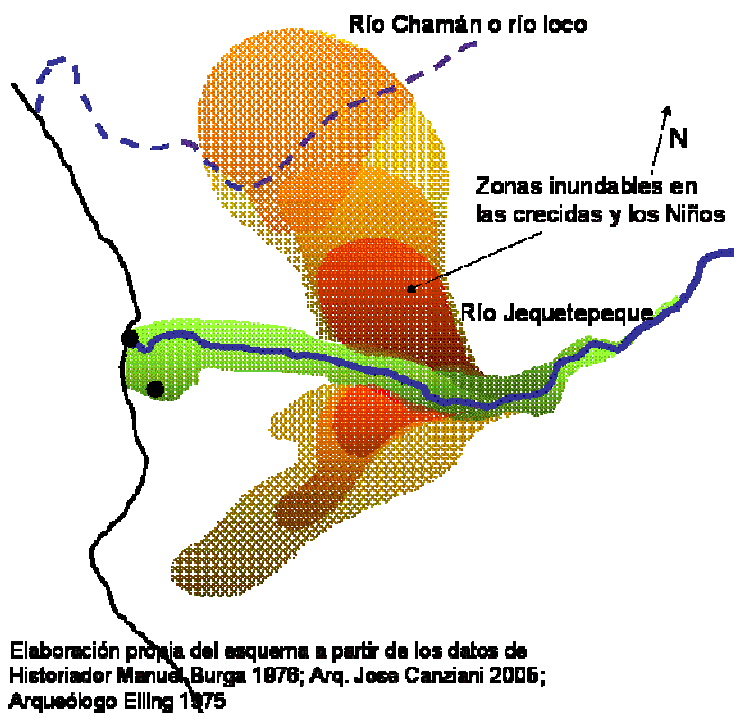 Río Chamán o río loco
N
Zonas inundables en
las crecidas y los Niños
Río Jequetepeque
Elaboración propia del esquema a partir de los datos de
Historiador Manuel Burga 1976; Arq. Jose Canziani 2005;
Arqueólogo Elling 1975